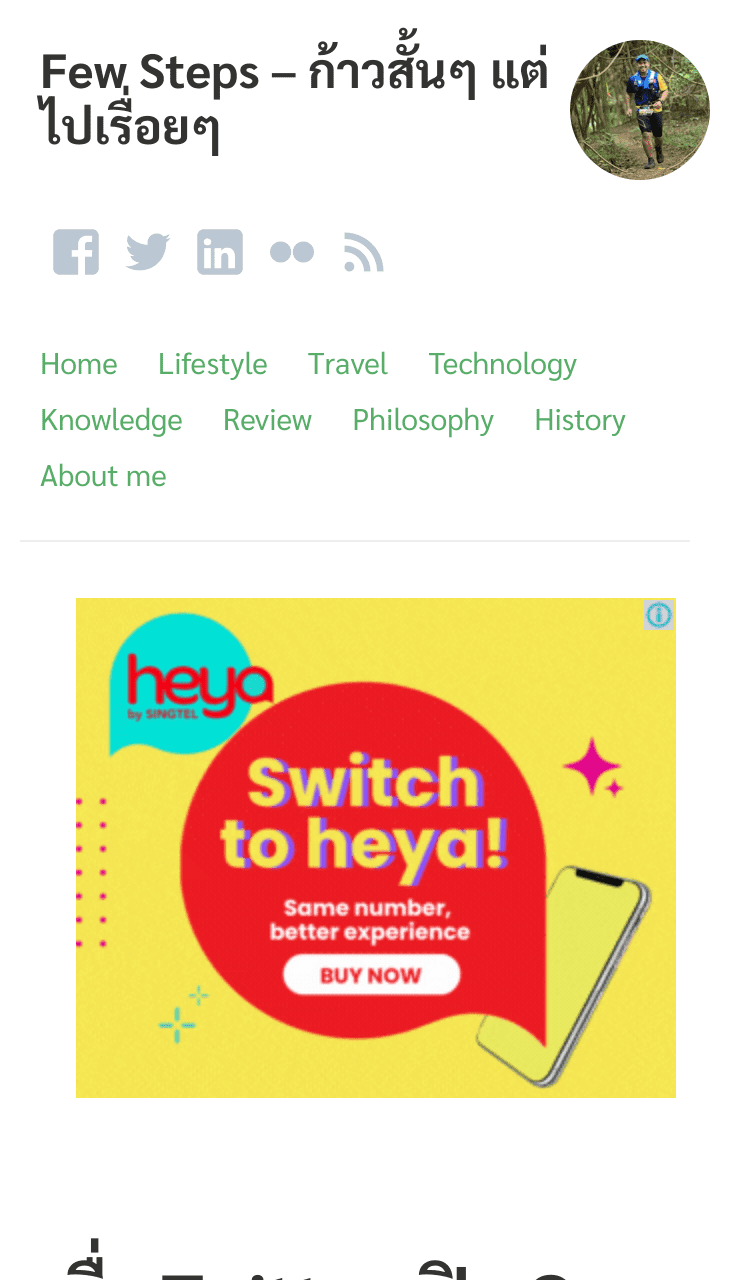 Few Steps – ก้าวสั้นๆ แต่
ไปเรื่อยๆ
Home Lifestyle Travel Technology
Knowledge Review Philosophy History
About me
heya
by SINGTEL
Switch
to heya!
Same number,
better experience
BUY NOW